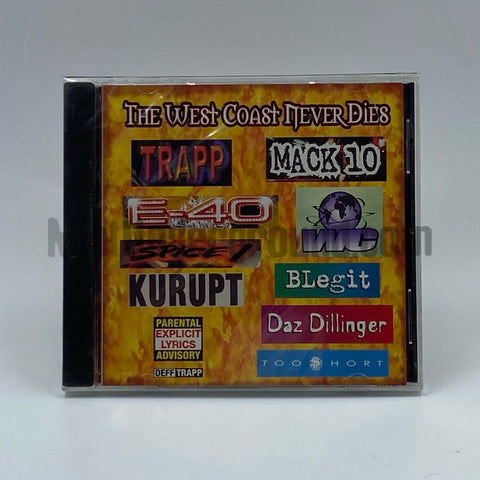 The West Coast Never Dies
TRAPP
MACK 10
E-40
WC
SPICE 1
BLegit
KURUPT
Daz Dillinger
PARENTAL
EXPLICIT
LYRICS
ADVISORY
TOO $HORT
DEFF TRAPP